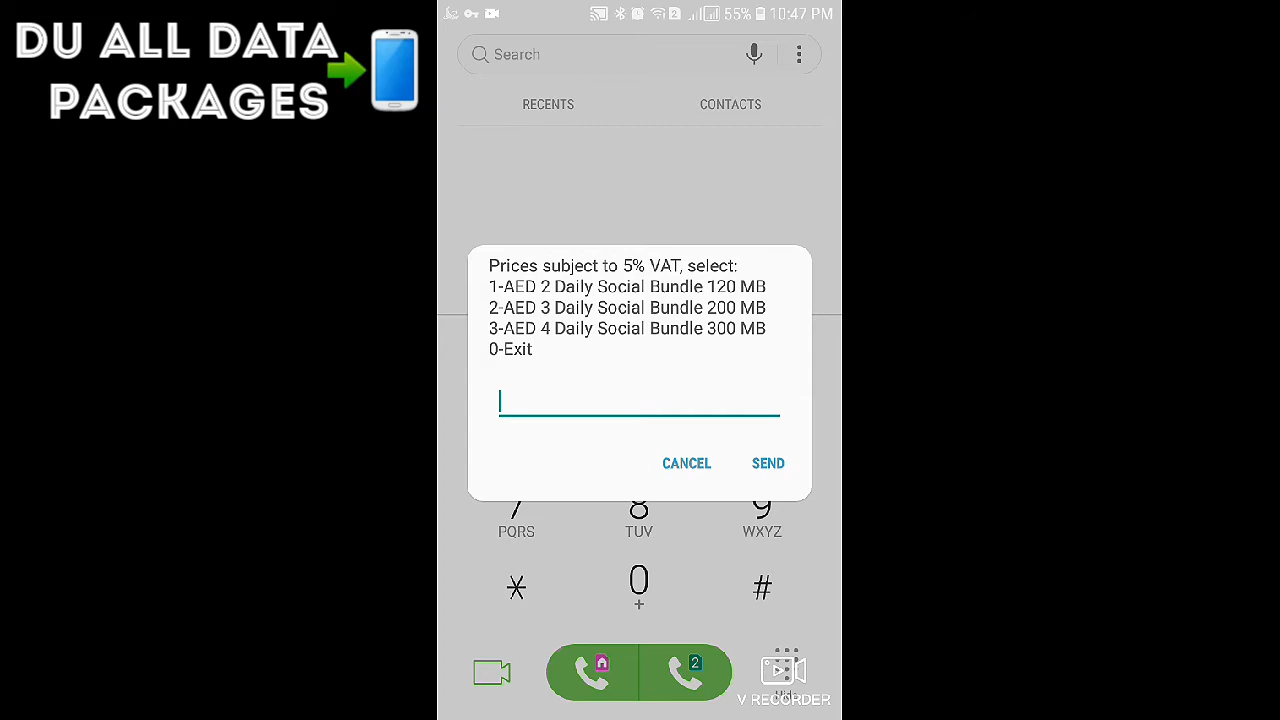 DU ALL DATA
PACKAGES
55% 10:47 PM
Search
RECENTS
CONTACTS
Prices subject to 5% VAT, select:
1-AED 2 Daily Social Bundle 120 MB
2-AED 3 Daily Social Bundle 200 MB
3-AED 4 Daily Social Bundle 300 MB
0-Exit
CANCEL
SEND
7 8 9
PQRS TUV WXYZ
* 0 #
+
2
V RECORDER